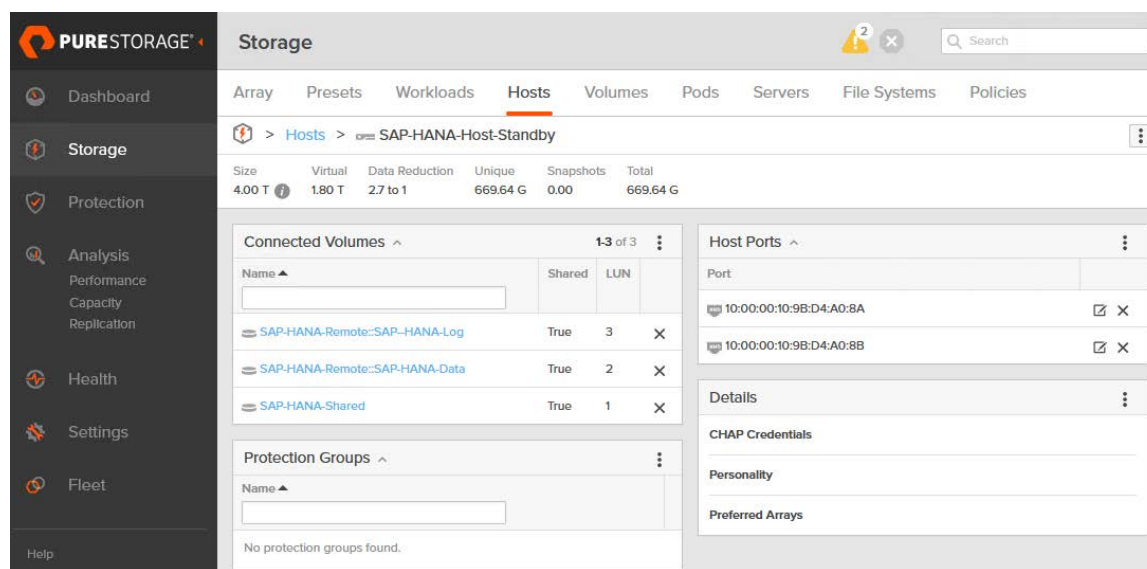 PURESTORAGE®
Storage
2
Search
Dashboard
Storage
Protection
Analysis
Performance
Capacity
Replication
Health
Settings
Fleet
Help
Array Presets Workloads Hosts Volumes Pods Servers File Systems Policies
> Hosts > SAP-HANA-Host-Standby
Size Virtual Data Reduction Unique Snapshots Total
4.00 T 1.80 T 2.7 to 1 669.64 G 0.00 669.64 G
Connected Volumes 1-3 of 3
Name Shared LUN
SAP-HANA-Remote::SAP--HANA-Log True 3
SAP-HANA-Remote::SAP-HANA-Data True 2
SAP-HANA-Shared True 1
Protection Groups
Name
No protection groups found.
Host Ports
Port
10:00:00:10:9B:D4:A0:8A
10:00:00:10:9B:D4:A0:8B
Details
CHAP Credentials
Personality
Preferred Arrays